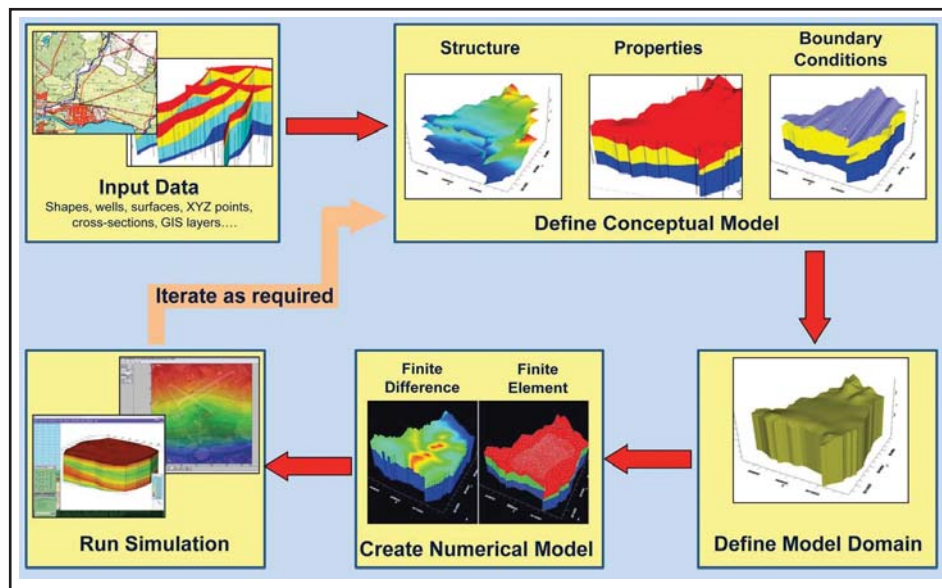 Input Data
Shapes, wells, surfaces, XYZ points,
cross-sections, GIS layers....
Structure
Properties
Boundary
Conditions
Define Conceptual Model
Iterate as required
Run Simulation
Finite
Difference
Finite
Element
Create Numerical Model
Define Model Domain